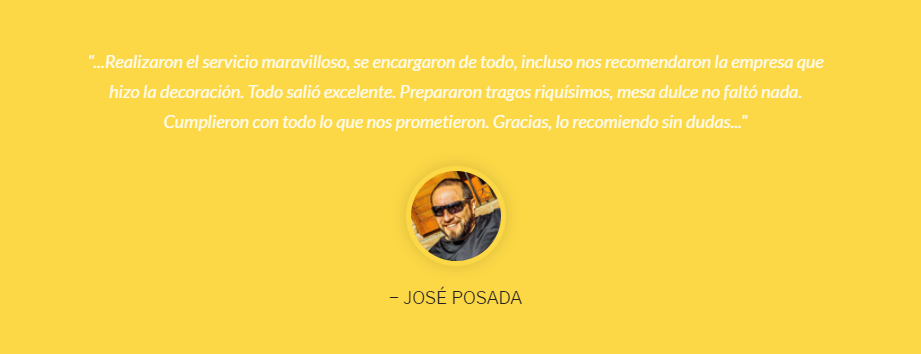 "...Realizaron el servicio maravilloso, se encargaron de todo, incluso nos recomendaron la empresa que
hizo la decoración. Todo salió excelente. Prepararon tragos riquísimos, mesa dulce no faltó nada.
Cumplieron con todo lo que nos prometieron. Gracias, lo recomiendo sin dudas..."
– JOSÉ POSADA